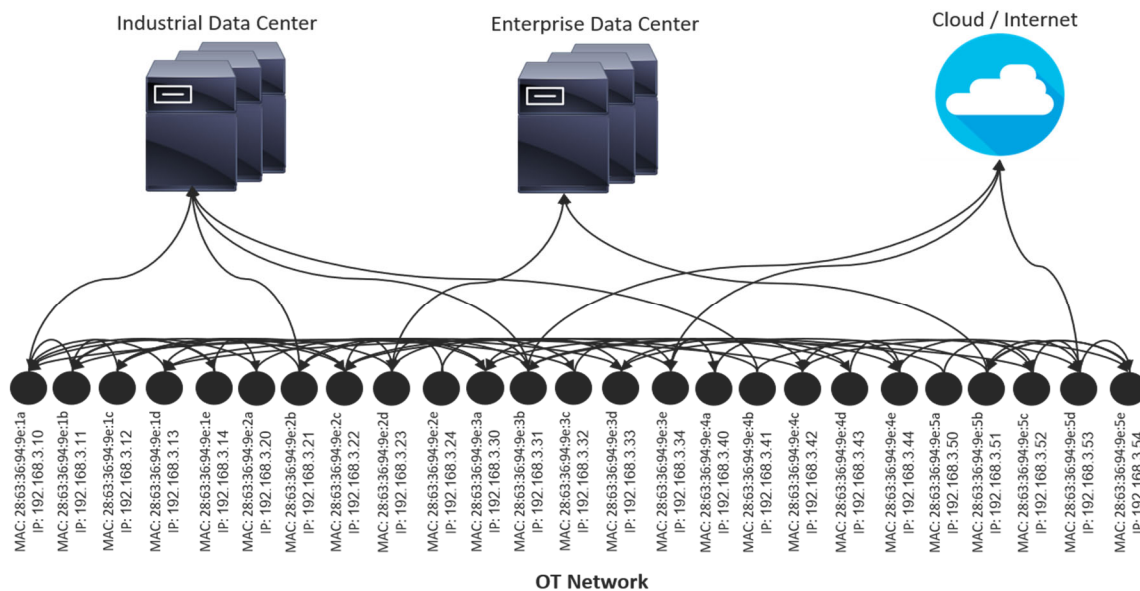 Industrial Data Center
Enterprise Data Center
Cloud / Internet
MAC: 28:63:36:94:9e:1a
IP: 192.168.3.10
MAC: 28:63:36:94:9e:1b
IP: 192.168.3.11
MAC: 28:63:36:94:9e:1c
IP: 192.168.3.12
MAC: 28:63:36:94:9e:1d
IP: 192.168.3.13
MAC: 28:63:36:94:9e:1e
IP: 192.168.3.14
MAC: 28:63:36:94:9e:2a
IP: 192.168.3.20
MAC: 28:63:36:94:9e:2b
IP: 192.168.3.21
MAC: 28:63:36:94:9e:2c
IP: 192.168.3.22
MAC: 28:63:36:94:9e:2d
IP: 192.168.3.23
MAC: 28:63:36:94:9e:2e
IP: 192.168.3.24
MAC: 28:63:36:94:9e:3a
IP: 192.168.3.30
MAC: 28:63:36:94:9e:3b
IP: 192.168.3.31
MAC: 28:63:36:94:9e:3c
IP: 192.168.3.32
MAC: 28:63:36:94:9e:3d
IP: 192.168.3.33
MAC: 28:63:36:94:9e:3e
IP: 192.168.3.34
MAC: 28:63:36:94:9e:4a
IP: 192.168.3.40
MAC: 28:63:36:94:9e:4b
IP: 192.168.3.41
MAC: 28:63:36:94:9e:4c
IP: 192.168.3.42
MAC: 28:63:36:94:9e:4d
IP: 192.168.3.43
MAC: 28:63:36:94:9e:4e
IP: 192.168.3.44
MAC: 28:63:36:94:9e:5a
IP: 192.168.3.50
MAC: 28:63:36:94:9e:5b
IP: 192.168.3.51
MAC: 28:63:36:94:9e:5c
IP: 192.168.3.52
MAC: 28:63:36:94:9e:5d
IP: 192.168.3.53
MAC: 28:63:36:94:9e:5e
IP: 192.168.3.54
OT Network